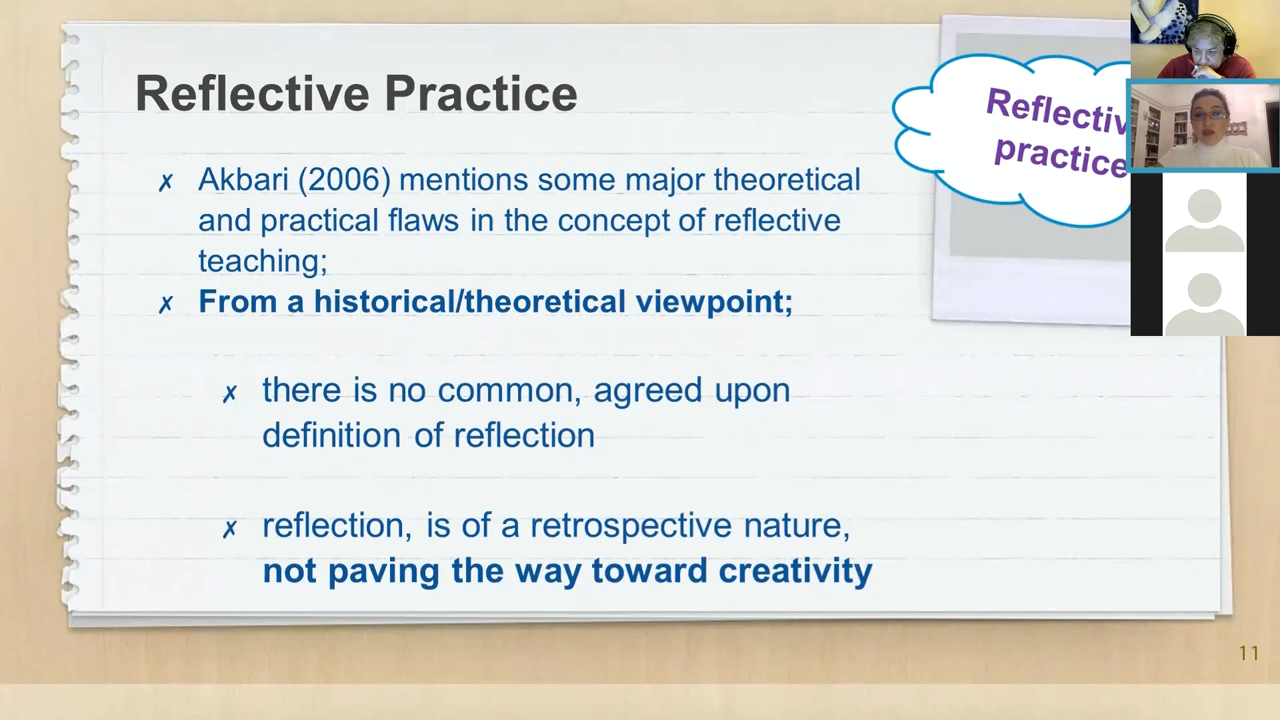 Reflective Practice
Reflectiv
practice
✗ Akbari (2006) mentions some major theoretical
and practical flaws in the concept of reflective
teaching;
✗ From a historical/theoretical viewpoint;
✗ there is no common, agreed upon
definition of reflection
✗ reflection, is of a retrospective nature,
not paving the way toward creativity
11